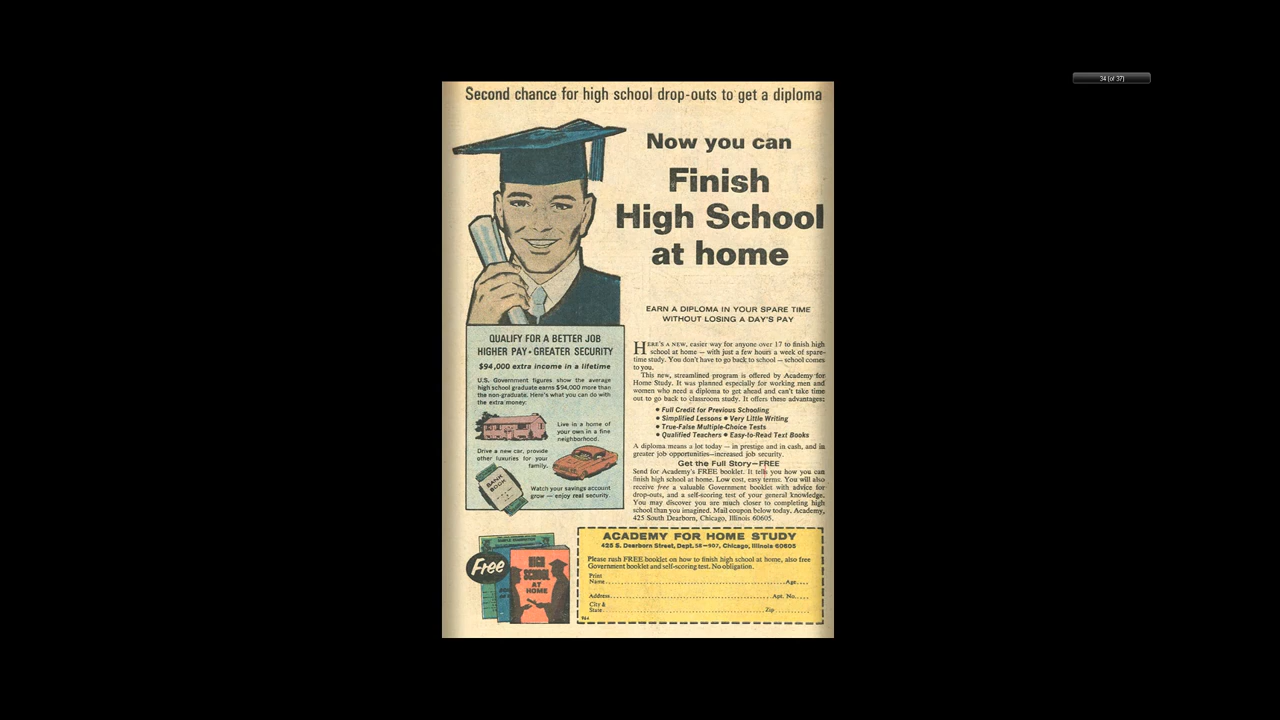 34 (of 37)
Second chance for high school drop-outs to get a diploma
Now you can
Finish
High School
at home
EARN A DIPLOMA IN YOUR SPARE TIME
WITHOUT LOSING A DAY'S PAY
QUALIFY FOR A BETTER JOB
HIGHER PAY • GREATER SECURITY
$94,000 extra income in a lifetime
U.S. Government figures show the average
high school graduate earns $94,000 more than
the non-graduate. Here's what you can do with
the extra money:
Live in a home of
your own in a fine
neighborhood.
Drive a new car, provide
other luxuries for your
family.
BANK
BOOK
Watch your savings account
grow — enjoy real security.
HERE'S A NEW, easier way for anyone over 17 to finish high
school at home — with just a few hours a week of spare-
time study. You don't have to go back to school — school comes
to you.
This new, streamlined program is offered by Academy for
Home Study. It was planned especially for working men and
women who need a diploma to get ahead and can't take time
out to go back to classroom study. It offers these advantages:
• Full Credit for Previous Schooling
• Simplified Lessons • Very Little Writing
• True-False Multiple-Choice Tests
• Qualified Teachers • Easy-to-Read Text Books
A diploma means a lot today — in prestige and in cash, and in
greater job opportunities—increased job security.
Get the Full Story—FREE
Send for Academy's FREE booklet. It tells you how you can
finish high school at home. Low cost, easy terms. You will also
receive free a valuable Government booklet with advice for
drop-outs, and a self-scoring test of your general knowledge.
You may discover you are much closer to completing high
school than you imagined. Mail coupon below today. Academy,
425 South Dearborn, Chicago, Illinois 60605.
Free
HIGH
SCHOOL
AT
HOME
ACADEMY FOR HOME STUDY
425 S. Dearborn Street, Dept. 58-907, Chicago, Illinois 60605
Please rush FREE booklet on how to finish high school at home, also free
Government booklet and self-scoring test. No obligation.
Print
Name Age
Address Apt. No.
City &
State Zip